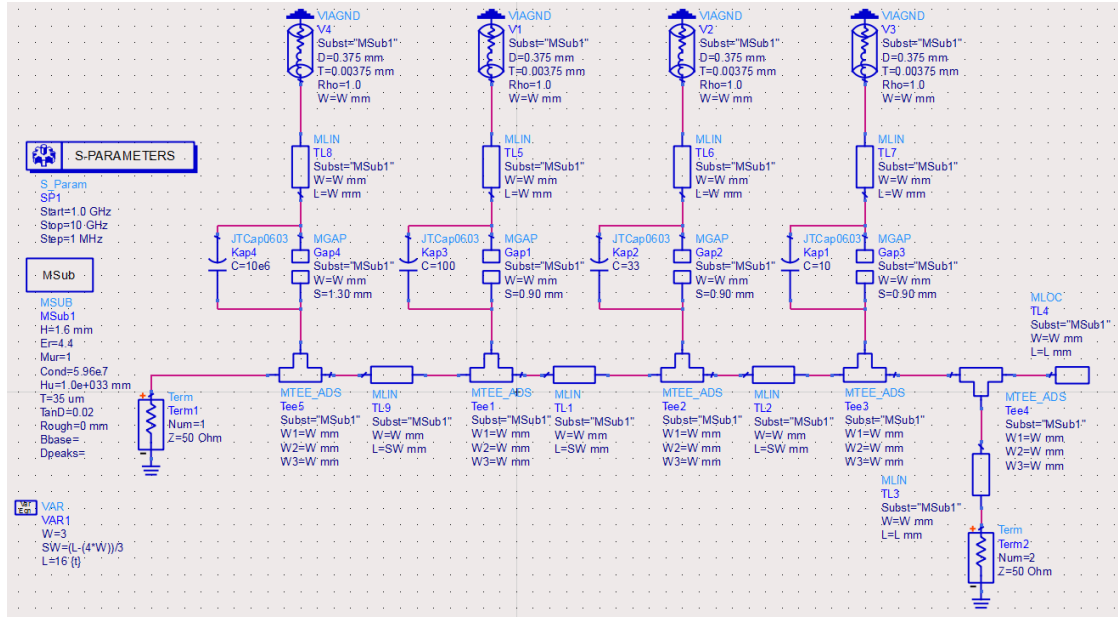 VIAGND
V4
Subst="MSub1"
D=0.375 mm
T=0.00375 mm
Rho=1.0
W=W mm
VIAGND
V1
Subst="MSub1"
D=0.375 mm
T=0.00375 mm
Rho=1.0
W=W mm
VIAGND
V2
Subst="MSub1"
D=0.375 mm
T=0.00375 mm
Rho=1.0
W=W mm
VIAGND
V3
Subst="MSub1"
D=0.375 mm
T=0.00375 mm
Rho=1.0
W=W mm
S-PARAMETERS
S_Param
SP1
Start=1.0 GHz
Stop=10 GHz
Step=1 MHz
MLIN
TL8
Subst="MSub1"
W=W mm
L=W mm
MLIN
TL5
Subst="MSub1"
W=W mm
L=W mm
MLIN
TL6
Subst="MSub1"
W=W mm
L=W mm
MLIN
TL7
Subst="MSub1"
W=W mm
L=W mm
JTCap0603
Kap4
C=10e6
MGAP
Gap4
Subst="MSub1"
W=W mm
S=1.30 mm
JTCap0603
Kap3
C=100
MGAP
Gap1
Subst="MSub1"
W=W mm
S=0.90 mm
JTCap0603
Kap2
C=33
MGAP
Gap2
Subst="MSub1"
W=W mm
S=0.90 mm
JTCap0603
Kap1
C=10
MGAP
Gap3
Subst="MSub1"
W=W mm
S=0.90 mm
MSub
MSUB
MSub1
H=1.6 mm
Er=4.4
Mur=1
Cond=5.96e7
Hu=1.0e+033 mm
T=35 um
TanD=0.02
Rough=0 mm
Bbase=
Dpeaks=
MLOC
TL4
Subst="MSub1"
W=W mm
L=L mm
Term
Term1
Num=1
Z=50 Ohm
MTEE_ADS
Tee5
Subst="MSub1"
W1=W mm
W2=W mm
W3=W mm
MLIN
TL9
Subst="MSub1"
W=W mm
L=SW mm
MTEE_ADS
Tee1
Subst="MSub1"
W1=W mm
W2=W mm
W3=W mm
MLIN
TL1
Subst="MSub1"
W=W mm
L=SW mm
MTEE_ADS
Tee2
Subst="MSub1"
W1=W mm
W2=W mm
W3=W mm
MLIN
TL2
Subst="MSub1"
W=W mm
L=SW mm
MTEE_ADS
Tee3
Subst="MSub1"
W1=W mm
W2=W mm
W3=W mm
MTEE_ADS
Tee4
Subst="MSub1"
W1=W mm
W2=W mm
W3=W mm
MLIN
TL3
Subst="MSub1"
W=W mm
L=L mm
Term
Term2
Num=2
Z=50 Ohm
Var
Eqn
VAR
VAR1
W=3
SW=(L-(4*W))/3
L=16 {t}